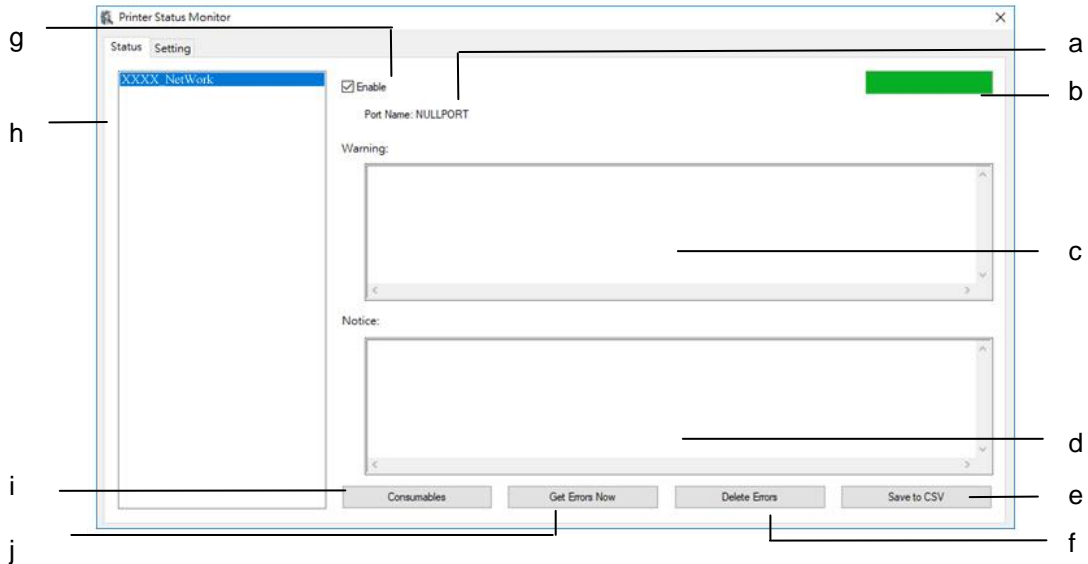 Printer Status Monitor
g
Status Setting
a
XXXX_NetWork
Enable
b
Port Name: NULLPORT
h
Warning:
c
Notice:
d
i
Consumables Get Errors Now Delete Errors Save to CSV
e
j
f